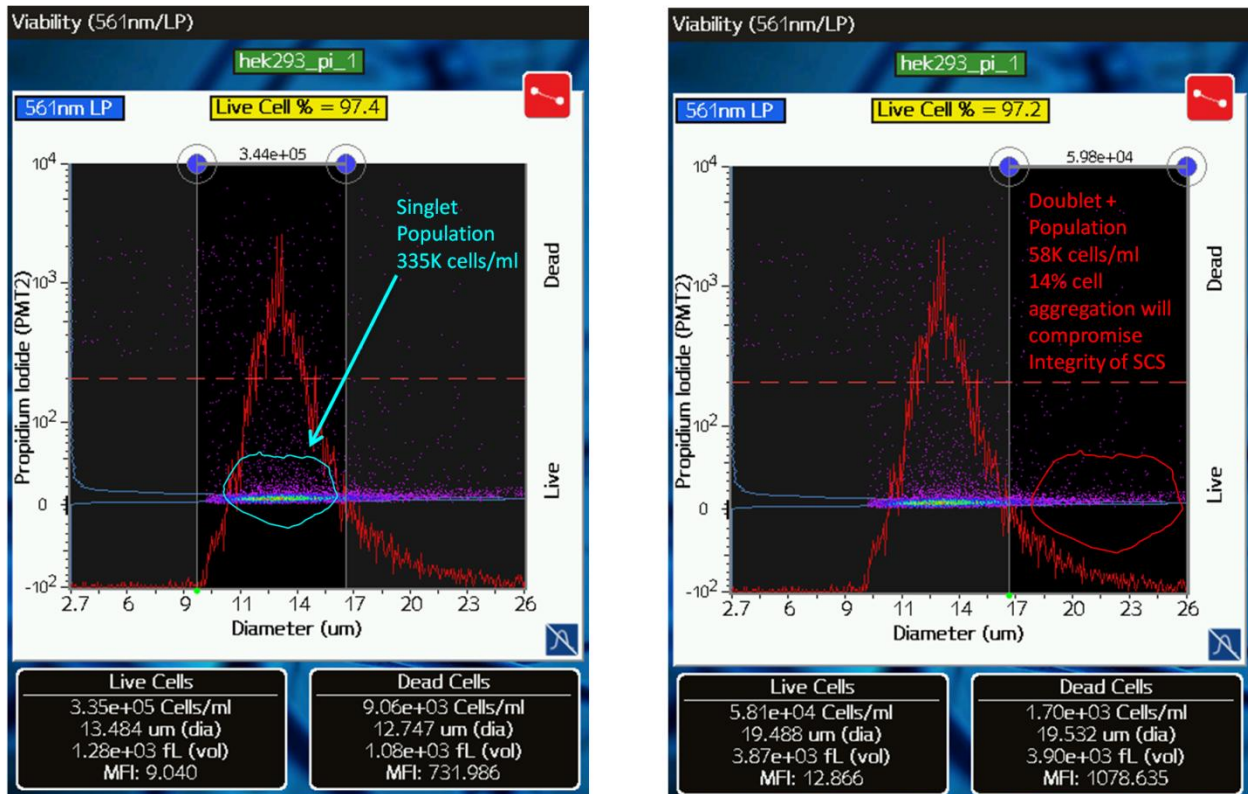 Viability (561nm/LP)
hek293_pi_1
561nm LP
Live Cell % = 97.4
3.44e+05
10^4
10^3
10^2
0
-10^2
Propidium Iodide (PMT2)
Singlet
Population
335K cells/ml
Dead
Live
2.7 6 9 11 14 17 20 23 26
Diameter (um)
Live Cells
3.35e+05 Cells/ml
13.484 um (dia)
1.28e+03 fL (vol)
MFI: 9.040
Dead Cells
9.06e+03 Cells/ml
12.747 um (dia)
1.08e+03 fL (vol)
MFI: 731.986
Viability (561nm/LP)
hek293_pi_1
561nm LP
Live Cell % = 97.2
5.98e+04
10^4
10^3
10^2
0
-10^2
Propidium Iodide (PMT2)
Doublet +
Population
58K cells/ml
14% cell
aggregation will
compromise
Integrity of SCS
Dead
Live
2.7 6 9 11 14 17 20 23 26
Diameter (um)
Live Cells
5.81e+04 Cells/ml
19.488 um (dia)
3.87e+03 fL (vol)
MFI: 12.866
Dead Cells
1.70e+03 Cells/ml
19.532 um (dia)
3.90e+03 fL (vol)
MFI: 1078.635